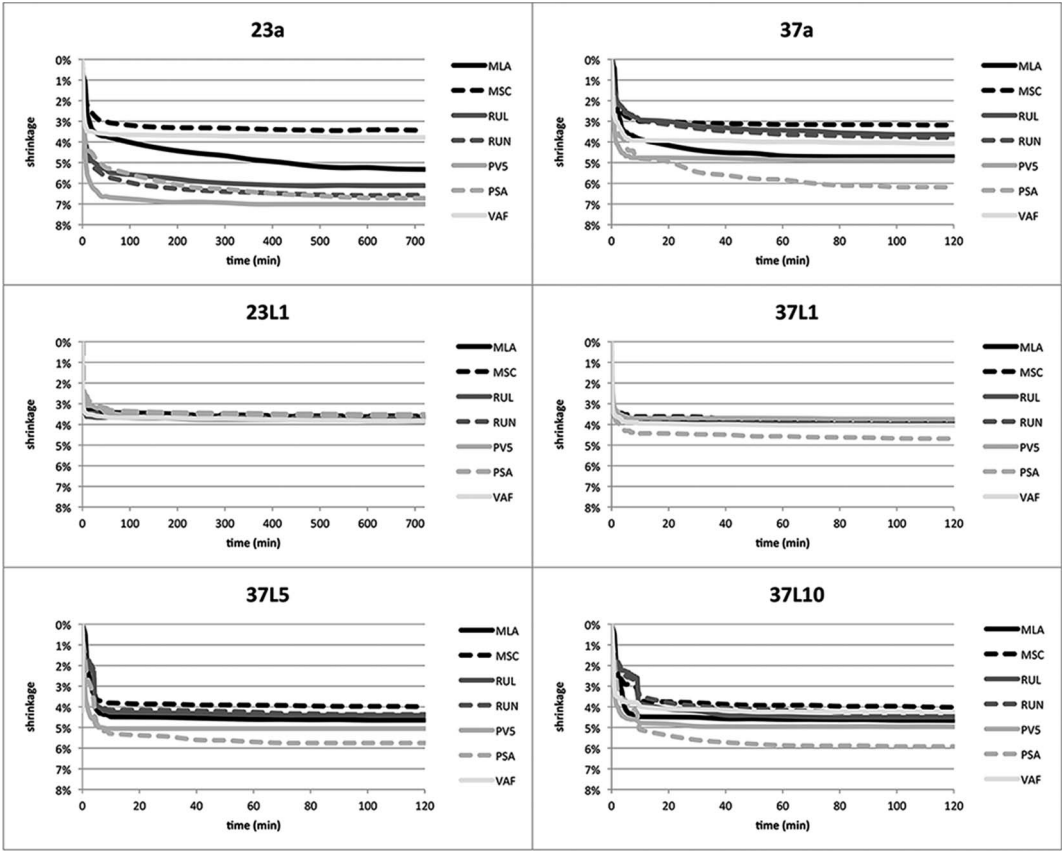 23a
0%
1%
2%
3%
4%
5%
6%
7%
8%
shrinkage
0 100 200 300 400 500 600 700
time (min)
MLA
MSC
RUL
RUN
PV5
PSA
VAF
37a
0%
1%
2%
3%
4%
5%
6%
7%
8%
shrinkage
0 20 40 60 80 100 120
time (min)
MLA
MSC
RUL
RUN
PV5
PSA
VAF
23L1
0%
1%
2%
3%
4%
5%
6%
7%
8%
shrinkage
0 100 200 300 400 500 600 700
time (min)
MLA
MSC
RUL
RUN
PV5
PSA
VAF
37L1
0%
1%
2%
3%
4%
5%
6%
7%
8%
shrinkage
0 20 40 60 80 100 120
time (min)
MLA
MSC
RUL
RUN
PV5
PSA
VAF
37L5
0%
1%
2%
3%
4%
5%
6%
7%
8%
shrinkage
0 20 40 60 80 100 120
time (min)
MLA
MSC
RUL
RUN
PV5
PSA
VAF
37L10
0%
1%
2%
3%
4%
5%
6%
7%
8%
shrinkage
0 20 40 60 80 100 120
time (min)
MLA
MSC
RUL
RUN
PV5
PSA
VAF